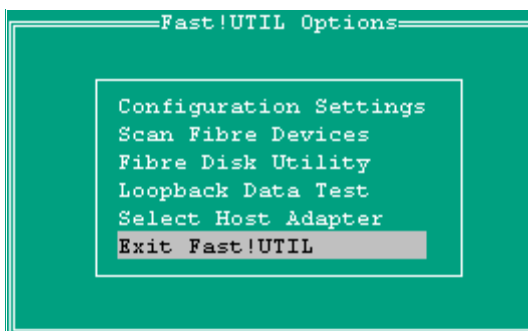 Fast!UTIL Options
Configuration Settings
Scan Fibre Devices
Fibre Disk Utility
Loopback Data Test
Select Host Adapter
Exit Fast!UTIL